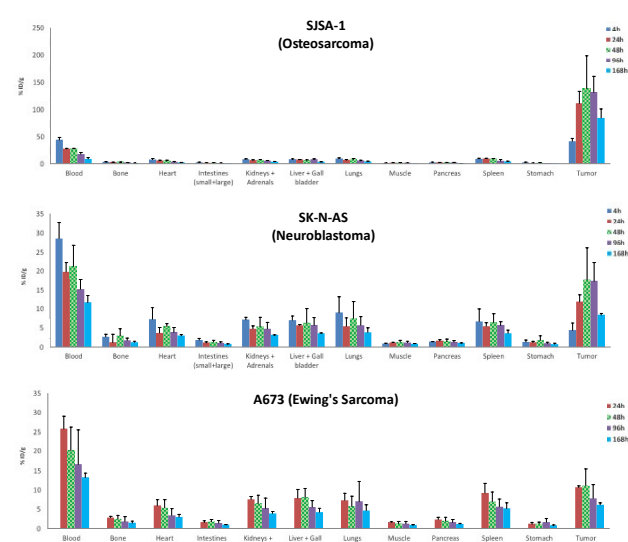 SJSA-1
(Osteosarcoma)
4h
24h
48h
96h
168h
% ID/g
250
200
150
100
50
0
Blood
Bone
Heart
Intestines
(small+large)
Kidneys +
Adrenals
Liver + Gall
bladder
Lungs
Muscle
Pancreas
Spleen
Stomach
Tumor
SK-N-AS
(Neuroblastoma)
4h
24h
48h
96h
168h
% ID/g
35
30
25
20
15
10
5
0
Blood
Bone
Heart
Intestines
(small+large)
Kidneys +
Adrenals
Liver + Gall
bladder
Lungs
Muscle
Pancreas
Spleen
Stomach
Tumor
A673 (Ewing's Sarcoma)
24h
48h
96h
168h
% ID/g
35
30
25
20
15
10
5
0
Blood
Bone
Heart
Intestines
(small+large)
Kidneys +
Liver + Gall
Lungs
Muscle
Pancreas
Spleen
Stomach
Tumor